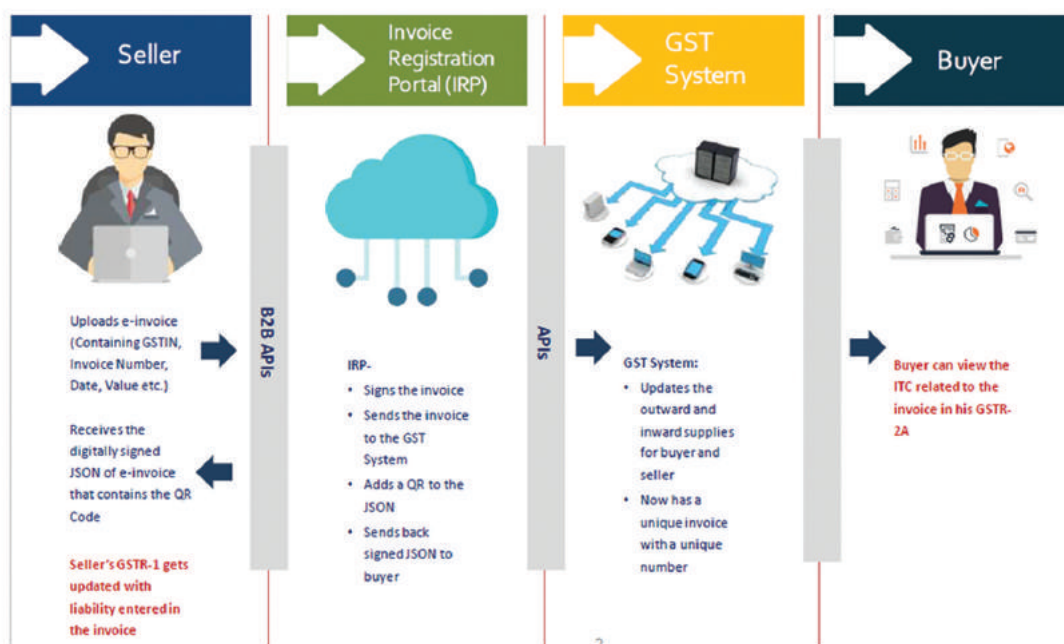 Seller
Invoice
Registration
Portal (IRP)
GST
System
Buyer
Uploads e-invoice
(Containing GSTIN,
Invoice Number,
Date, Value etc.)
Receives the
digitally signed
JSON of e-invoice
that contains the QR
Code
Seller's GSTR-1 gets
updated with
liability entered in
the invoice
B2B APIs
IRP-
• Signs the invoice
• Sends the invoice
to the GST
System
• Adds a QR to the
JSON
• Sends back
signed JSON to
buyer
APIs
GST System:
• Updates the
outward and
inward supplies
for buyer and
seller
• Now has a
unique invoice
with a unique
number
Buyer can view the
ITC related to the
invoice in his GSTR-
2A